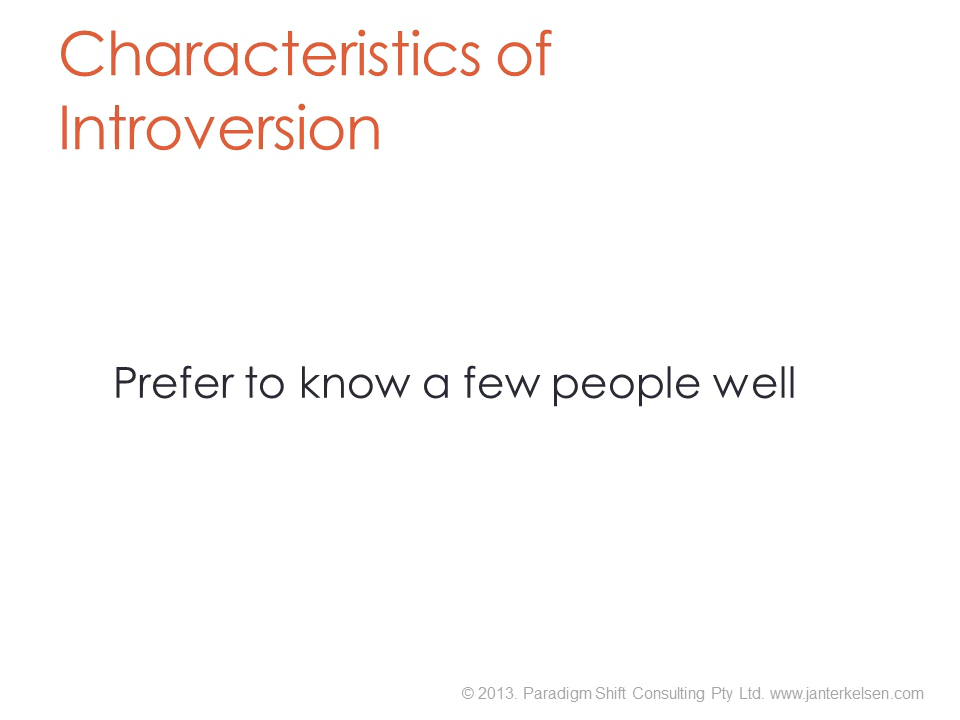 Characteristics of
Introversion
Prefer to know a few people well
© 2013. Paradigm Shift Consulting Pty Ltd. www.janterkelsen.com